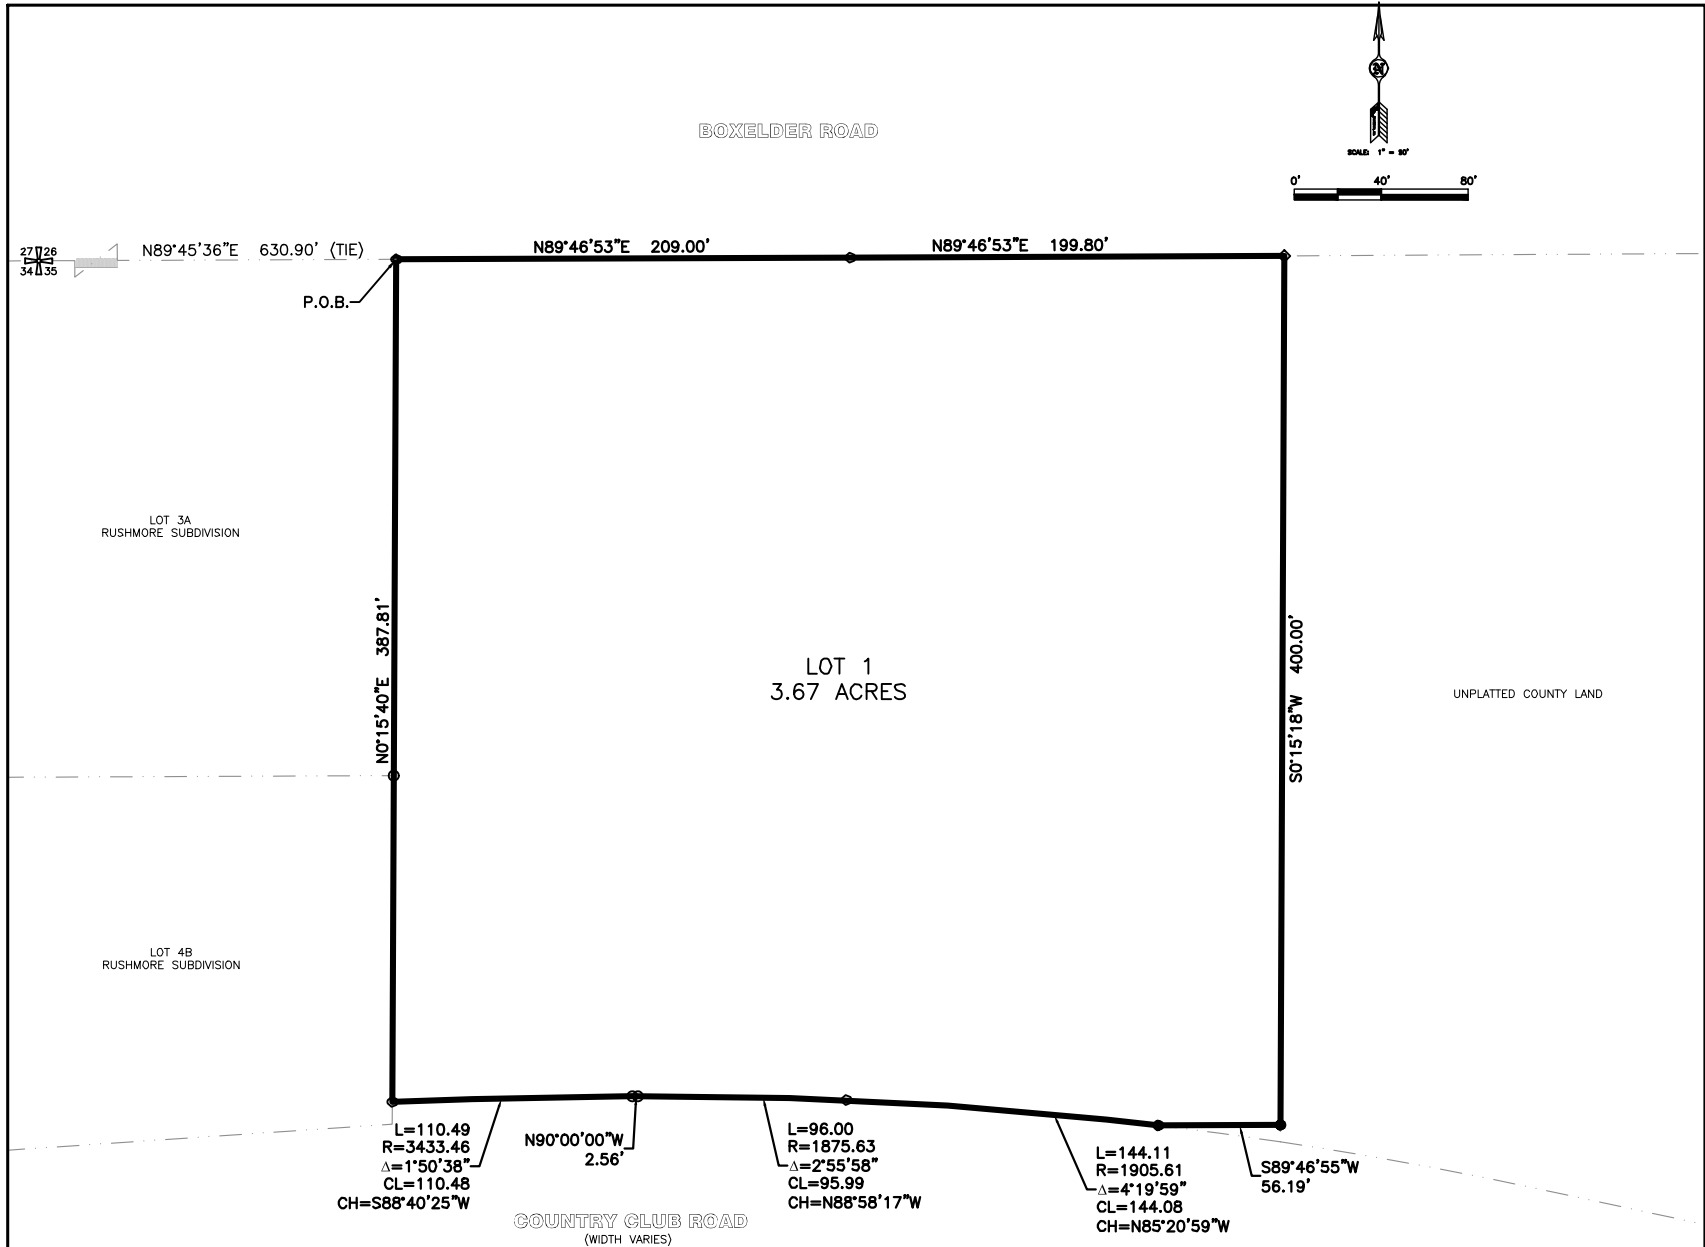 BOXELDER ROAD
SCALE: 1" = 80'
0' 40' 80'
27 26
34 35
N89°45'36"E 630.90' (TIE)
N89°46'53"E 209.00'
N89°46'53"E 199.80'
P.O.B.
LOT 3A
RUSHMORE SUBDIVISION
N0°15'40"E 387.81'
S0°15'18"W 400.00'
LOT 1
3.67 ACRES
UNPLATTED COUNTY LAND
LOT 4B
RUSHMORE SUBDIVISION
L=110.49
R=3433.46
Δ=1°50'38"
CL=110.48
CH=S88°40'25"W
N90°00'00"W
2.56'
L=96.00
R=1875.63
Δ=2°55'58"
CL=95.99
CH=N88°58'17"W
L=144.11
R=1905.61
Δ=4°19'59"
CL=144.08
CH=N85°20'59"W
S89°46'55"W
56.19'
COUNTRY CLUB ROAD
(WIDTH VARIES)